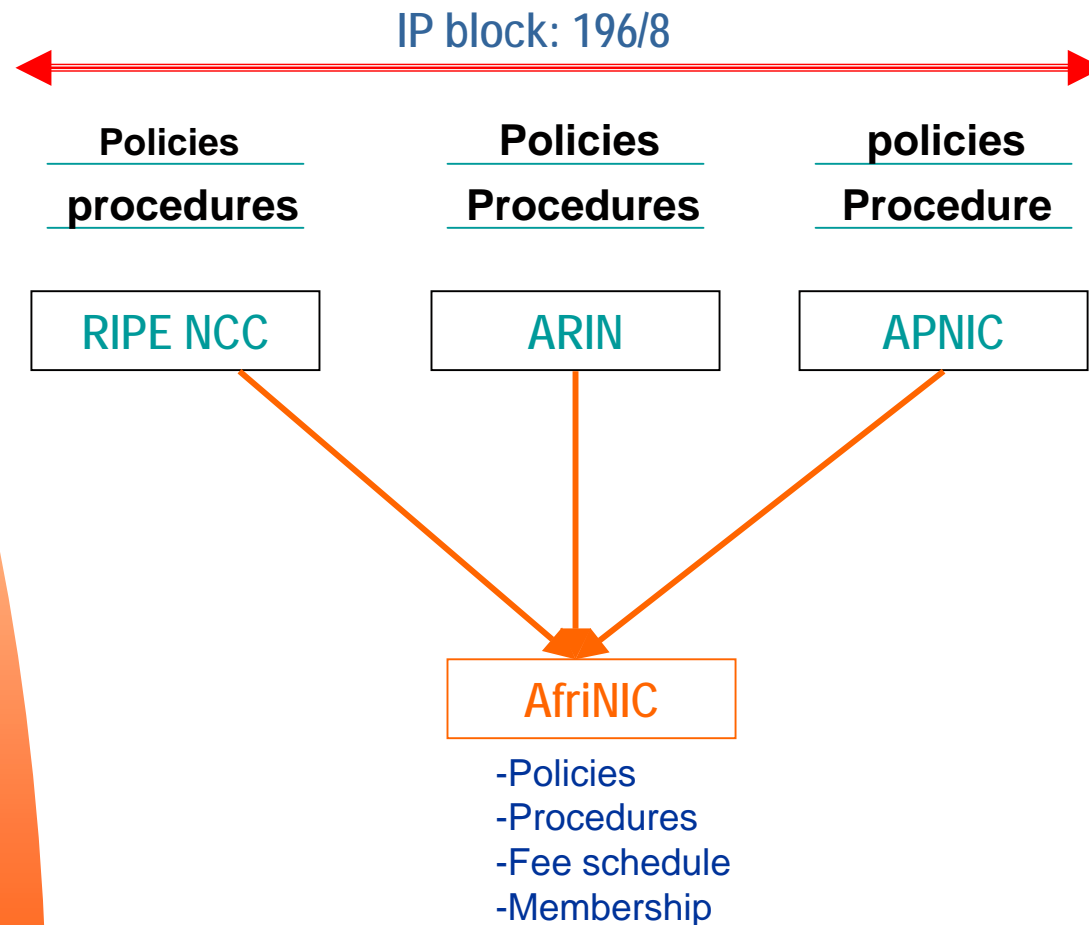 IP block: 196/8
Policies Policies policies
procedures Procedures Procedure
RIPE NCC ARIN APNIC
AfriNIC
-Policies
-Procedures
-Fee schedule
-Membership